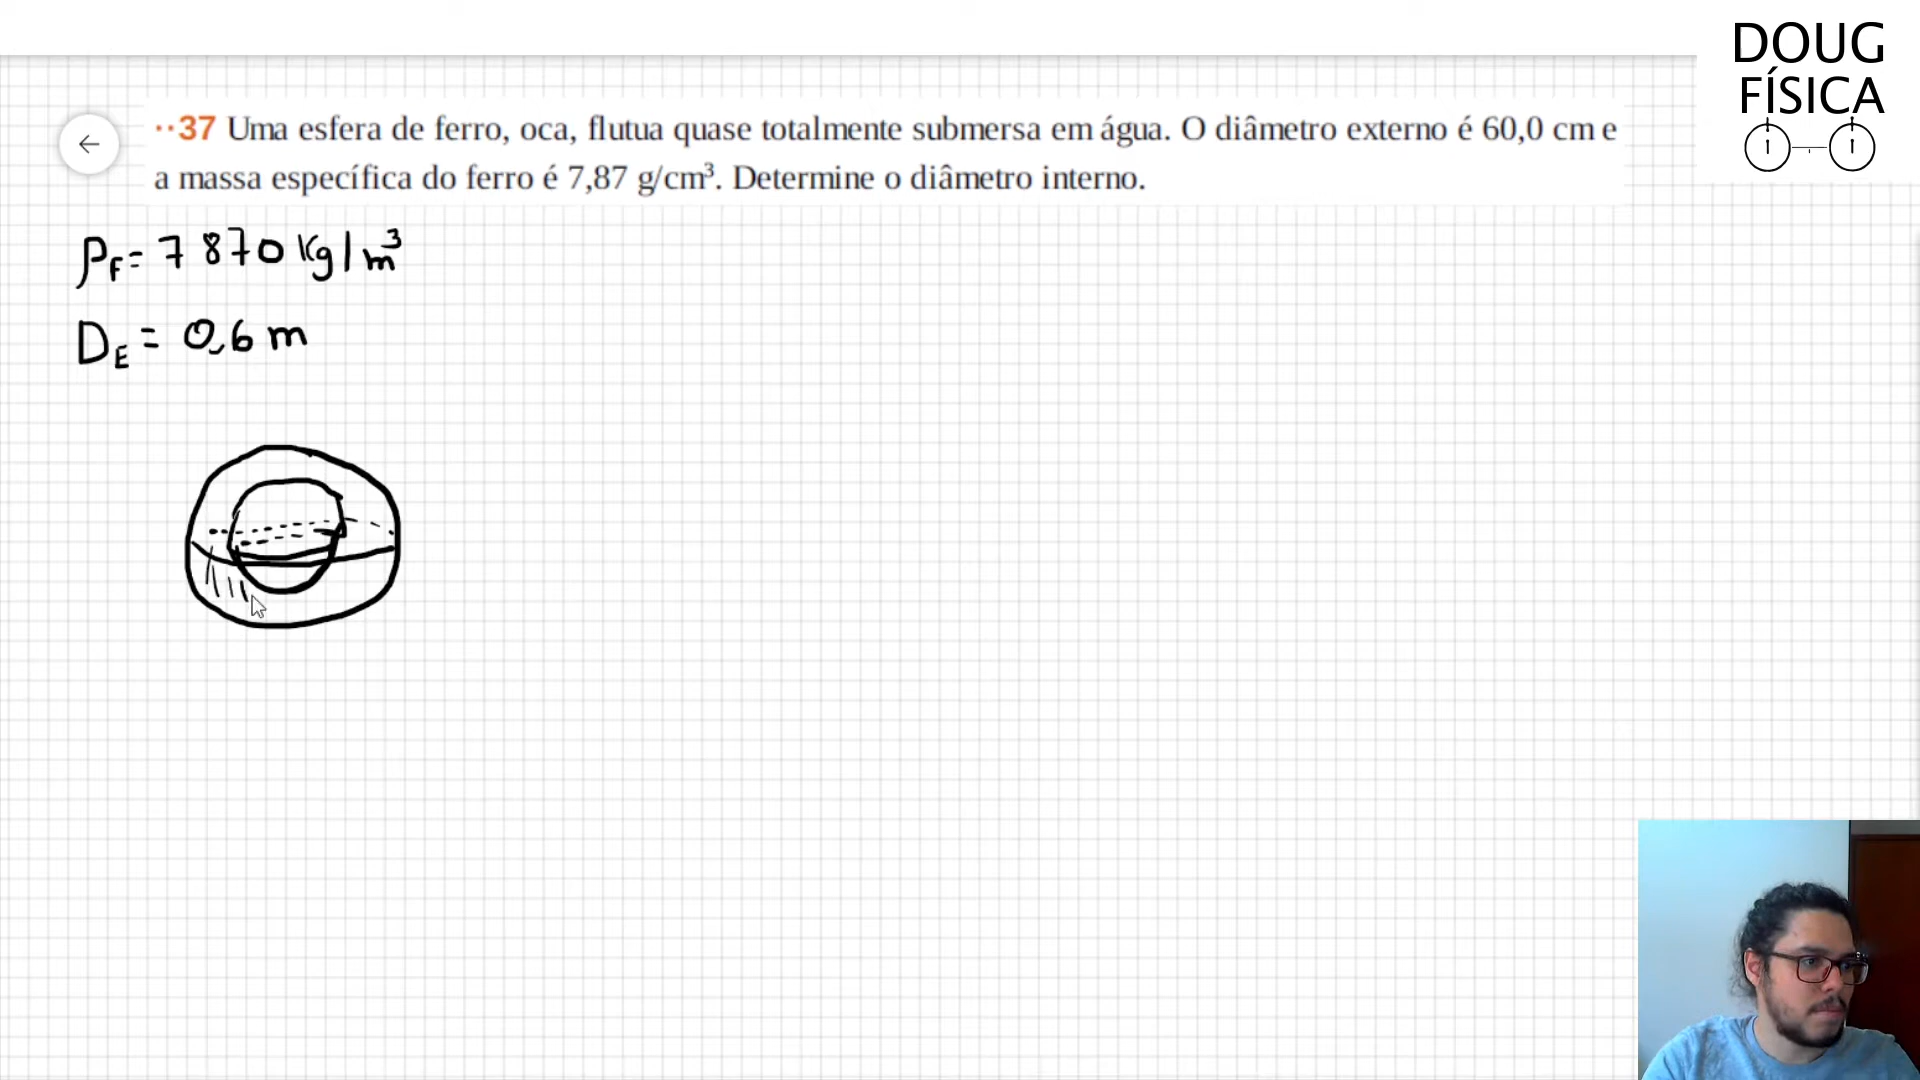 DOUG
FÍSICA
··37 Uma esfera de ferro, oca, flutua quase totalmente submersa em água. O diâmetro externo é 60,0 cm e
a massa específica do ferro é 7,87 g/cm³. Determine o diâmetro interno.
ρF = 7 870 Kg/m³
DE = 0,6 m